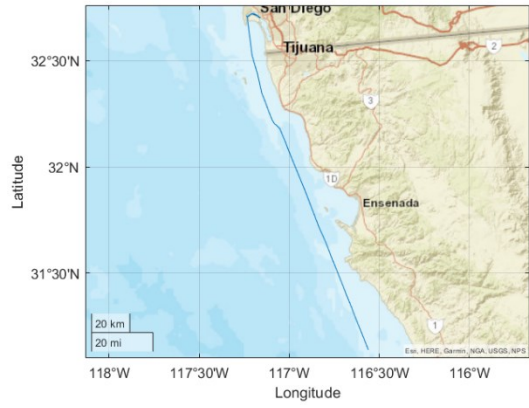 San Diego
Tijuana
2
32°30'N
3
32°N
1D
Ensenada
Latitude
31°30'N
20 km
20 mi
1
Esri, HERE, Garmin, NGA, USGS, NPS
118°W
117°30'W
117°W
116°30'W
116°W
Longitude